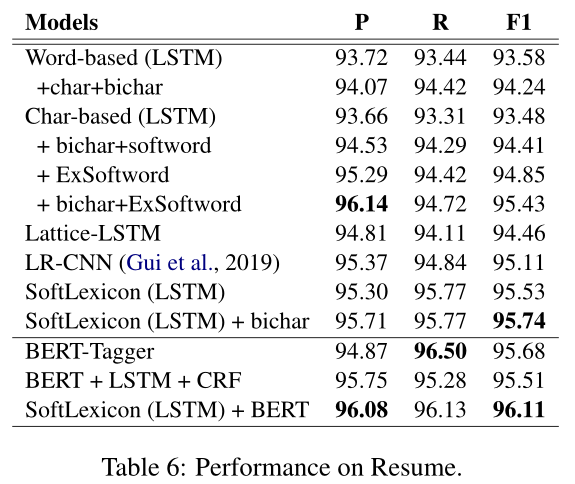 Models P R F1
Word-based (LSTM) 93.72 93.44 93.58
+char+bichar 94.07 94.42 94.24
Char-based (LSTM) 93.66 93.31 93.48
+ bichar+softword 94.53 94.29 94.41
+ ExSoftword 95.29 94.42 94.85
+ bichar+ExSoftword 96.14 94.72 95.43
Lattice-LSTM 94.81 94.11 94.46
LR-CNN (Gui et al., 2019) 95.37 94.84 95.11
SoftLexicon (LSTM) 95.30 95.77 95.53
SoftLexicon (LSTM) + bichar 95.71 95.77 95.74
BERT-Tagger 94.87 96.50 95.68
BERT + LSTM + CRF 95.75 95.28 95.51
SoftLexicon (LSTM) + BERT 96.08 96.13 96.11
Table 6: Performance on Resume.